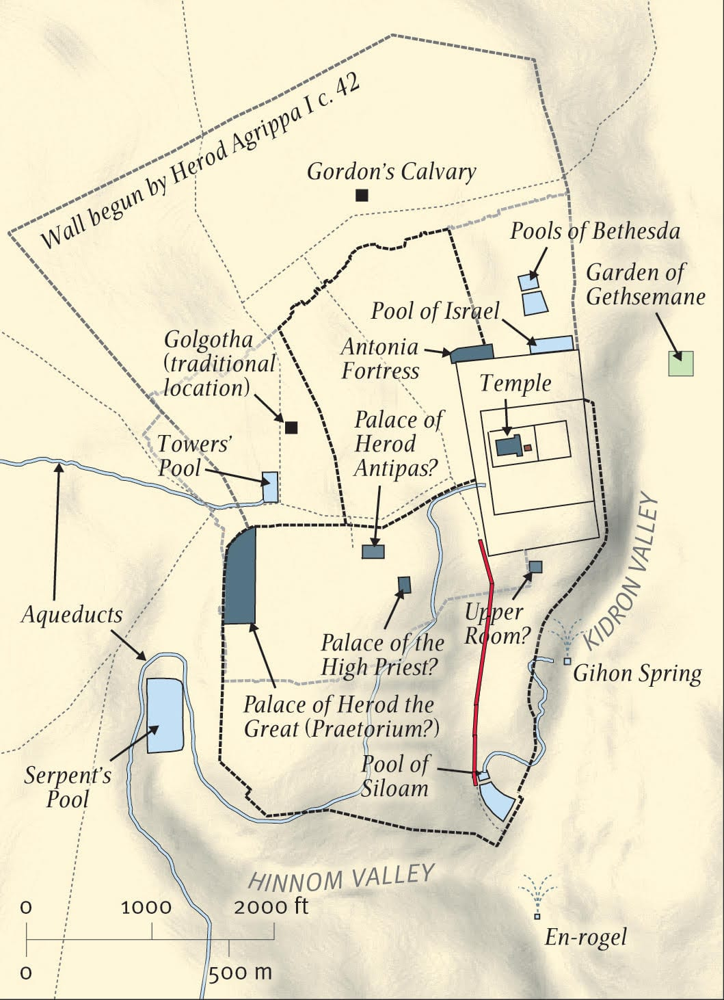 Wall begun by Herod Agrippa I c. 42
Gordon’s Calvary
Pools of Bethesda
Garden of
Gethsemane
Pool of Israel
Golgotha
(traditional
location)
Antonia
Fortress
Temple
Palace of
Herod
Antipas?
Towers’
Pool
KIDRON VALLEY
Aqueducts
Upper
Room?
Palace of the
High Priest?
Gihon Spring
Palace of Herod the
Great (Praetorium?)
Pool of
Siloam
Serpent’s
Pool
HINNOM VALLEY
0 1000 2000 ft
0 500 m
En-rogel